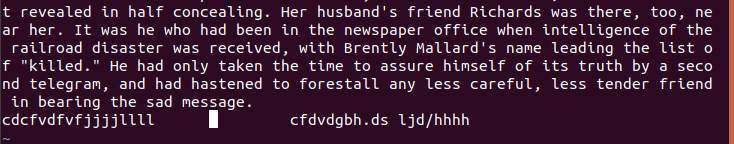 t revealed in half concealing. Her husband's friend Richards was there, too, ne
ar her. It was he who had been in the newspaper office when intelligence of the
 railroad disaster was received, with Brently Mallard's name leading the list o
f "killed." He had only taken the time to assure himself of its truth by a seco
nd telegram, and had hastened to forestall any less careful, less tender friend
 in bearing the sad message.
cdcfvdfvfjjjjllll       cfdvdgbh.ds ljd/hhhh
~